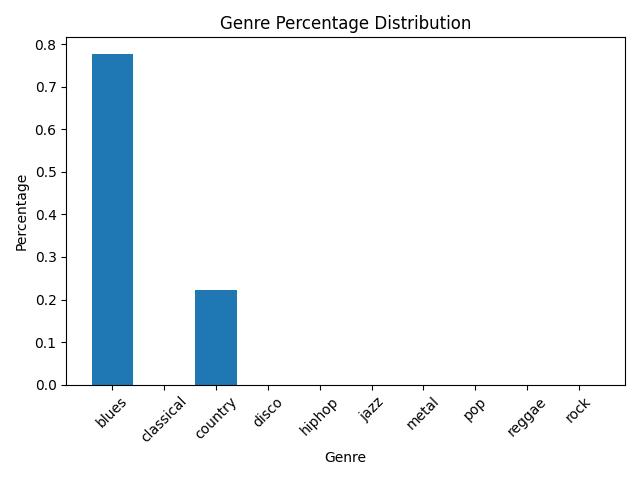 Genre Percentage Distribution
Percentage
0.8
0.7
0.6
0.5
0.4
0.3
0.2
0.1
0.0
blues
classical
country
disco
hiphop
jazz
metal
pop
reggae
rock
Genre